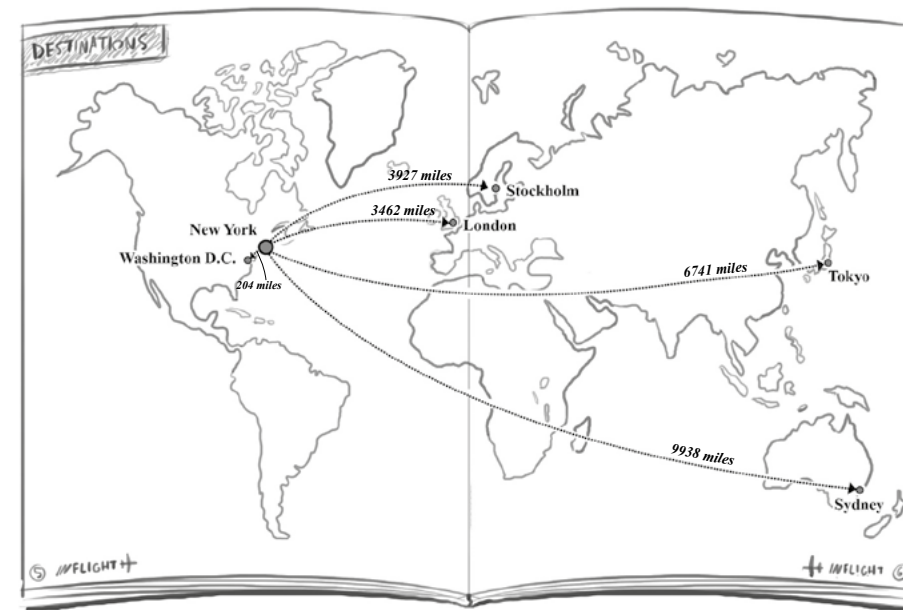 DESTINATIONS
3927 miles
Stockholm
3462 miles
London
New York
Washington D.C.
204 miles
6741 miles
Tokyo
9938 miles
Sydney
5 INFLIGHT
INFLIGHT 6